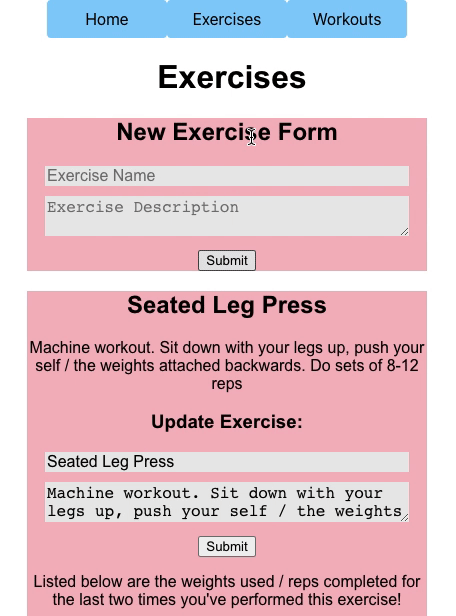 Home Exercises Workouts
Exercises
New Exercise Form
Exercise Name
Exercise Description
Submit
Seated Leg Press
Machine workout. Sit down with your legs up, push your
self / the weights attached backwards. Do sets of 8-12
reps
Update Exercise:
Seated Leg Press
Machine workout. Sit down with your
legs up, push your self / the weights
Submit
Listed below are the weights used / reps completed for
the last two times you've performed this exercise!